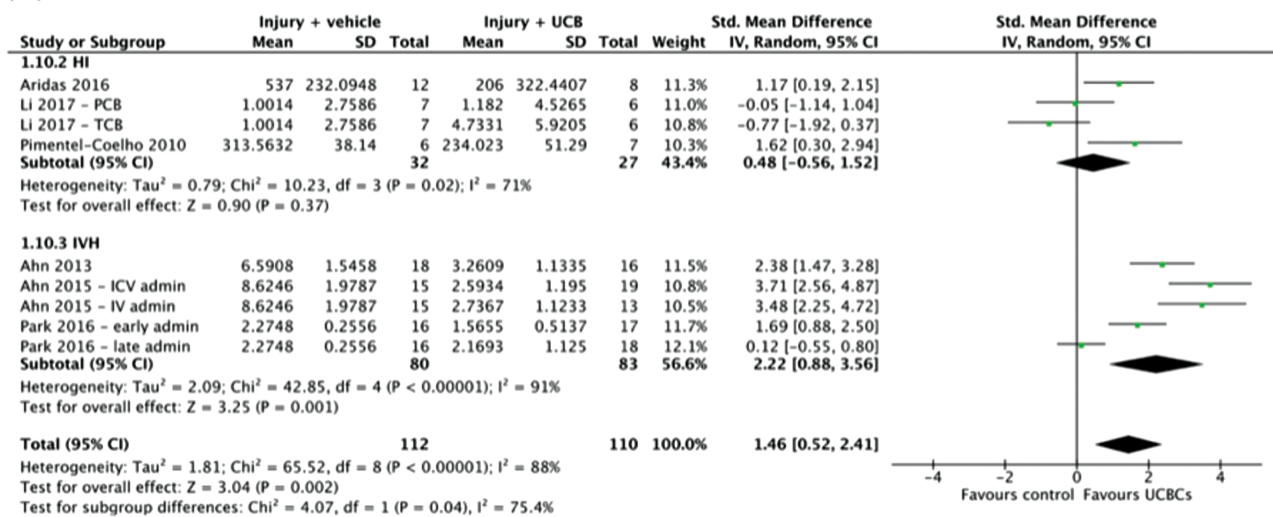 Injury + vehicle Injury + UCB Std. Mean Difference Std. Mean Difference
Study or Subgroup Mean SD Total Mean SD Total Weight IV, Random, 95% CI IV, Random, 95% CI
1.10.2 HI
Aridas 2016 537 232.0948 12 206 322.4407 8 11.3% 1.17 [0.19, 2.15]
Li 2017 – PCB 1.0014 2.7586 7 1.182 4.5265 6 11.0% -0.05 [-1.14, 1.04]
Li 2017 – TCB 1.0014 2.7586 7 4.7331 5.9205 6 10.8% -0.77 [-1.92, 0.37]
Pimentel-Coelho 2010 313.5632 38.14 6 234.023 51.29 7 10.3% 1.62 [0.30, 2.94]
Subtotal (95% CI) 32 27 43.4% 0.48 [-0.56, 1.52]
Heterogeneity: Tau² = 0.79; Chi² = 10.23, df = 3 (P = 0.02); I² = 71%
Test for overall effect: Z = 0.90 (P = 0.37)
1.10.3 IVH
Ahn 2013 6.5908 1.5458 18 3.2609 1.1335 16 11.5% 2.38 [1.47, 3.28]
Ahn 2015 – ICV admin 8.6246 1.9787 15 2.5934 1.195 19 10.8% 3.71 [2.56, 4.87]
Ahn 2015 – IV admin 8.6246 1.9787 15 2.7367 1.1233 13 10.5% 3.48 [2.25, 4.72]
Park 2016 – early admin 2.2748 0.2556 16 1.5655 0.5137 17 11.7% 1.69 [0.88, 2.50]
Park 2016 – late admin 2.2748 0.2556 16 2.1693 1.125 18 12.1% 0.12 [-0.55, 0.80]
Subtotal (95% CI) 80 83 56.6% 2.22 [0.88, 3.56]
Heterogeneity: Tau² = 2.09; Chi² = 42.85, df = 4 (P < 0.00001); I² = 91%
Test for overall effect: Z = 3.25 (P = 0.001)
Total (95% CI) 112 110 100.0% 1.46 [0.52, 2.41]
Heterogeneity: Tau² = 1.81; Chi² = 65.52, df = 8 (P < 0.00001); I² = 88%
Test for overall effect: Z = 3.04 (P = 0.002)
Test for subgroup differences: Chi² = 4.07, df = 1 (P = 0.04), I² = 75.4%
-4 -2 0 2 4
Favours control Favours UCBCs